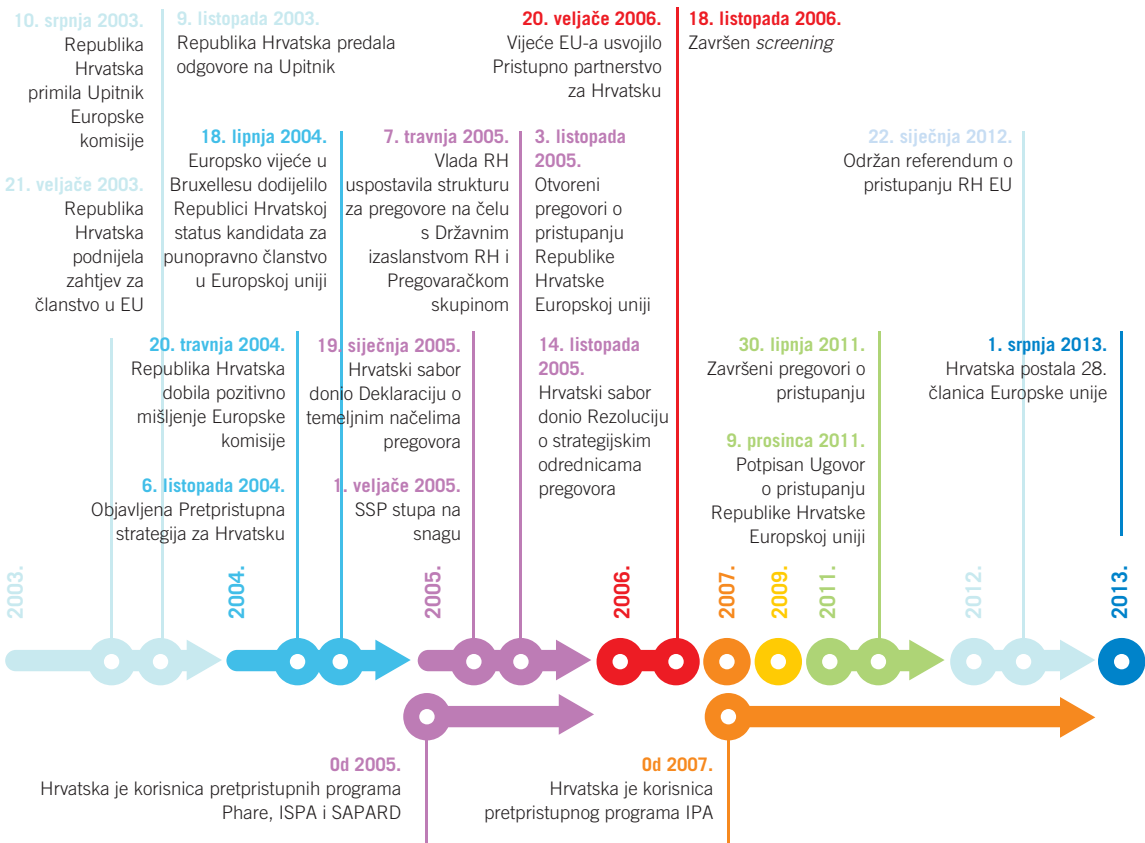 10. srpnja 2003.
Republika
Hrvatska
primila Upitnik
Europske
komisije
9. listopada 2003.
Republika Hrvatska predala
odgovore na Upitnik
20. veljače 2006.
Vijeće EU-a usvojilo
Pristupno partnerstvo
za Hrvatsku
18. listopada 2006.
Završen screening
21. veljače 2003.
Republika
Hrvatska
podnijela
zahtjev za
članstvo u EU
18. lipnja 2004.
Europsko vijeće u
Bruxellesu dodijelilo
Republici Hrvatskoj
status kandidata za
punopravno članstvo
u Europskoj uniji
7. travnja 2005.
Vlada RH
uspostavila strukturu
za pregovore na čelu
s Državnim
izaslanstvom RH i
Pregovaračkom
skupinom
3. listopada
2005.
Otvoreni
pregovori o
pristupanju
Republike
Hrvatske
Europskoj uniji
22. siječnja 2012.
Održan referendum o
pristupanju RH EU
20. travnja 2004.
Republika Hrvatska
dobila pozitivno
mišljenje Europske
komisije
6. listopada 2004.
Objavljena Pretpristupna
strategija za Hrvatsku
19. siječnja 2005.
Hrvatski sabor
donio Deklaraciju o
temeljnim načelima
pregovora
1. veljače 2005.
SSP stupa na
snagu
14. listopada
2005.
Hrvatski sabor
donio Rezoluciju
o strategijskim
odrednicama
pregovora
30. lipnja 2011.
Završeni pregovori o
pristupanju
9. prosinca 2011.
Potpisan Ugovor
o pristupanju
Republike Hrvatske
Europskoj uniji
1. srpnja 2013.
Hrvatska postala 28.
članica Europske unije
2003.
2004.
2005.
2006.
2007.
2009.
2011.
2012.
2013.
Od 2005.
Hrvatska je korisnica pretpristupnih programa
Phare, ISPA i SAPARD
Od 2007.
Hrvatska je korisnica
pretpristupnog programa IPA